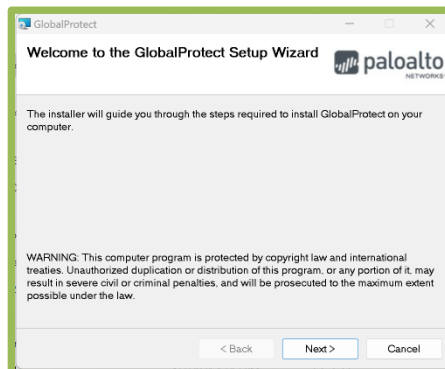 GlobalProtect
Welcome to the GlobalProtect Setup Wizard
paloalto
NETWORKS
The installer will guide you through the steps required to install GlobalProtect on your
computer.
WARNING: This computer program is protected by copyright law and international
treaties. Unauthorized duplication or distribution of this program, or any portion of it, may
result in severe civil or criminal penalties, and will be prosecuted to the maximum extent
possible under the law.
< Back
Next >
Cancel